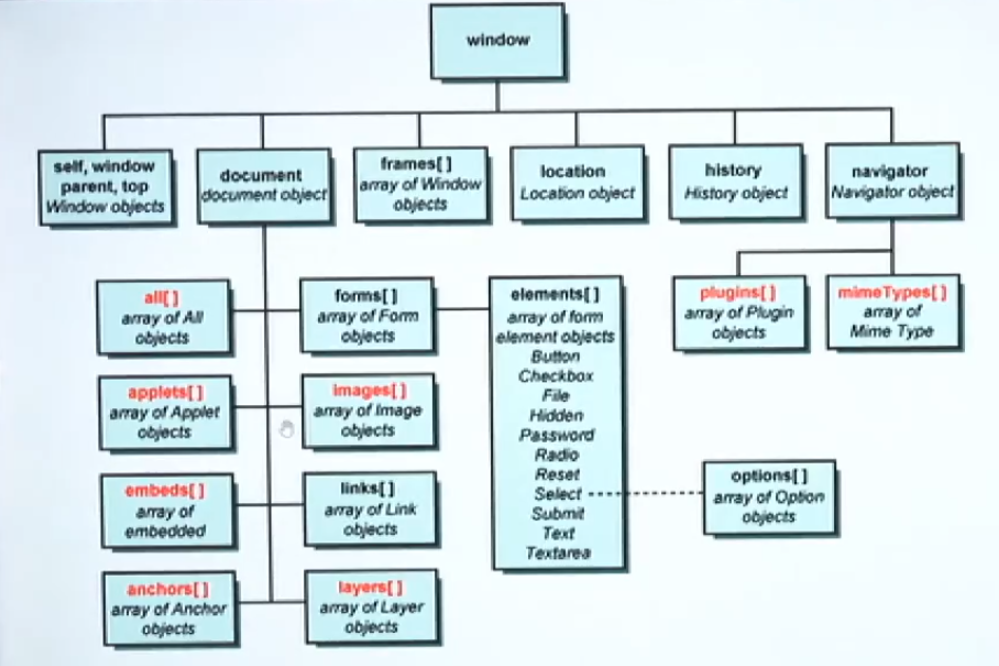 window
self, window
parent, top
Window objects
document
document object
frames[ ]
array of Window
objects
location
Location object
history
History object
navigator
Navigator object
all[ ]
array of All
objects
forms[ ]
array of Form
objects
elements[ ]
array of form
element objects
Button
Checkbox
File
Hidden
Password
Radio
Reset
Select
Submit
Text
Textarea
plugins[ ]
array of Plugin
objects
mimeTypes[ ]
array of
Mime Type
applets[ ]
array of Applet
objects
images[ ]
array of Image
objects
embeds[ ]
array of
embedded
links[ ]
array of Link
objects
options[ ]
array of Option
objects
anchors[ ]
array of Anchor
objects
layers[ ]
array of Layer
objects